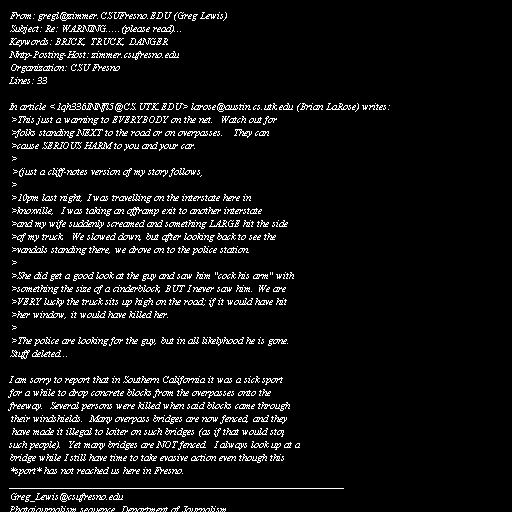 From: gregl@zimmer.CSUFresno.EDU (Greg Lewis)
Subject: Re: WARNING.....(please read)...
Keywords: BRICK, TRUCK, DANGER
Nntp-Posting-Host: zimmer.csufresno.edu
Organization: CSU Fresno
Lines: 33

In article <1qh336INNfl5@CS.UTK.EDU> larose@austin.cs.utk.edu (Brian LaRose) writes:
>This just a warning to EVERYBODY on the net. Watch out for
>folks standing NEXT to the road or on overpasses. They can
>cause SERIOUS HARM to you and your car.
>
>(just a cliff-notes version of my story follows)
>
>10pm last night, I was travelling on the interstate here in
>knoxville, I was taking an offramp exit to another interstate
>and my wife suddenly screamed and something LARGE hit the side
>of my truck. We slowed down, but after looking back to see the
>vandals standing there, we drove on to the police station.
>
>She did get a good look at the guy and saw him "cock his arm" with
>something the size of a cinderblock, BUT I never saw him. We are
>VERY lucky the truck sits up high on the road; if it would have hit
>her window, it would have killed her.
>
>The police are looking for the guy, but in all likelyhood he is gone.
Stuff deleted...

I am sorry to report that in Southern California it was a sick sport
for a while to drop concrete blocks from the overpasses onto the
freeway. Several persons were killed when said blocks came through
their windshields. Many overpass bridges are now fenced, and they
have made it illegal to loiter on such bridges (as if that would stop
such people). Yet many bridges are NOT fenced. I always look up at a
bridge while I still have time to take evasive action even though this
*sport* has not reached us here in Fresno.
Greg_Lewis@csufresno.edu
Photojournalism sequence, Department of Journalism